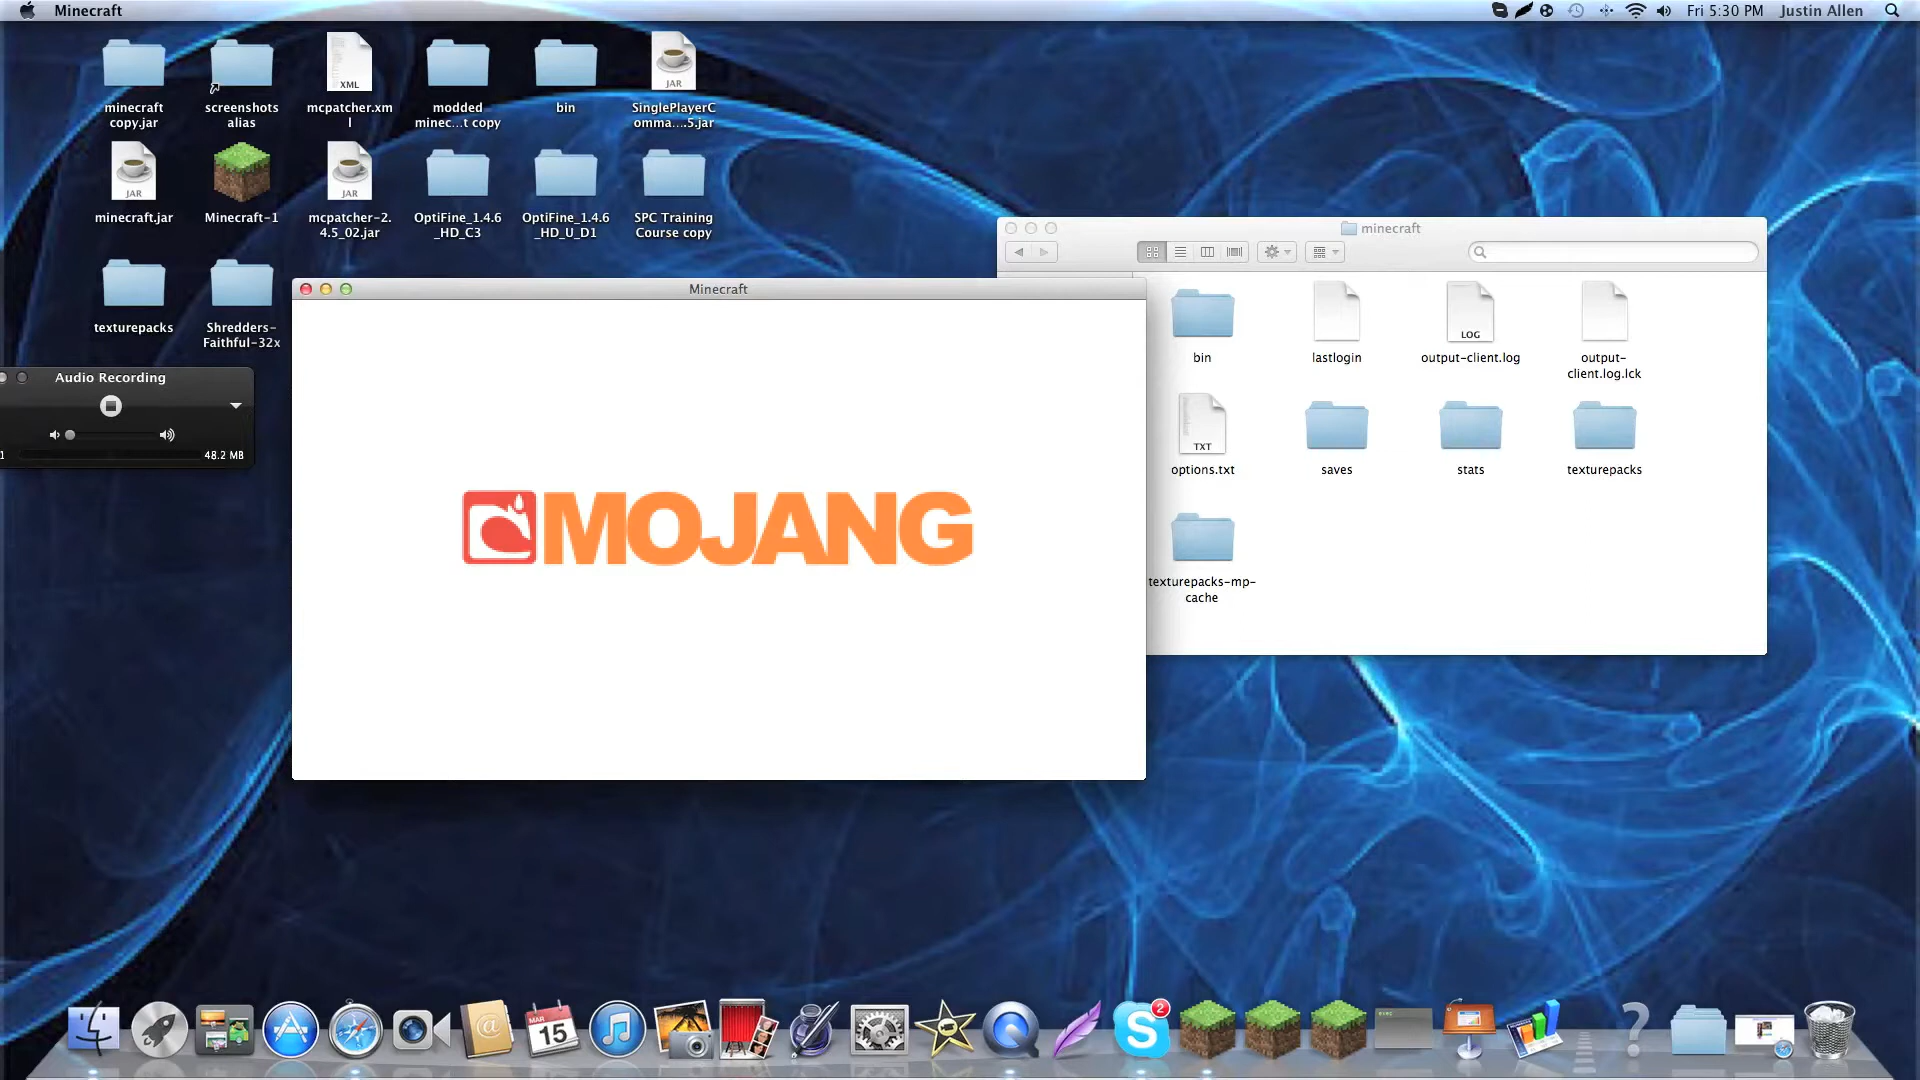 Minecraft
Fri 5:30 PM Justin Allen
minecraft
copy.jar
screenshots
alias
XML
mcpatcher.xm
l
modded
minec...t copy
bin
JAR
SinglePlayerC
omma....5.jar
JAR
minecraft.jar
Minecraft-1
JAR
mcpatcher-2.
4.5_02.jar
OptiFine_1.4.6
_HD_C3
OptiFine_1.4.6
_HD_U_D1
SPC Training
Course copy
texturepacks
Shredders-
Faithful-32x
Audio Recording
1
48.2 MB
Minecraft
MOJANG
minecraft
bin
lastlogin
LOG
output-client.log
output-
client.log.lck
TXT
options.txt
saves
stats
texturepacks
texturepacks-mp-
cache
MAR
15
@
2
S
?